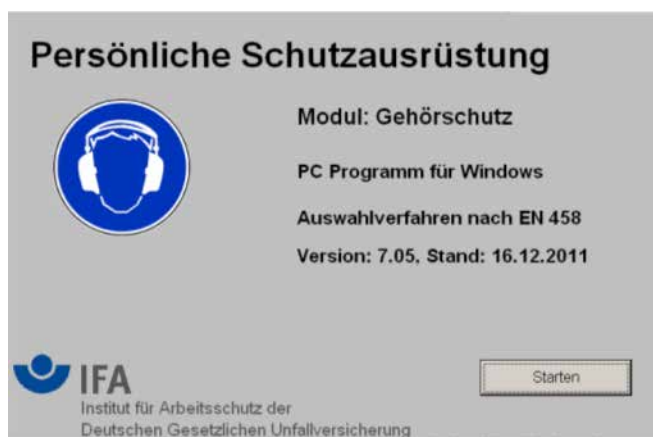 Persönliche Schutzausrüstung
Modul: Gehörschutz
PC Programm für Windows
Auswahlverfahren nach EN 458
Version: 7.05, Stand: 16.12.2011
Starten
IFA
Institut für Arbeitsschutz der
Deutschen Gesetzlichen Unfallversicherung